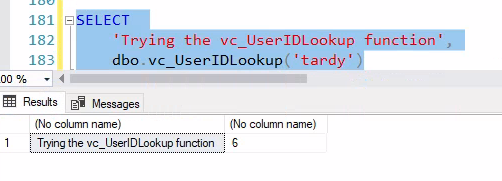 181 SELECT
182 'Trying the vc_UserIDLookup function',
183 dbo.vc_UserIDLookup('tardy')
00 %
Results Messages
(No column name) (No column name)
1 Trying the vc_UserIDLookup function 6